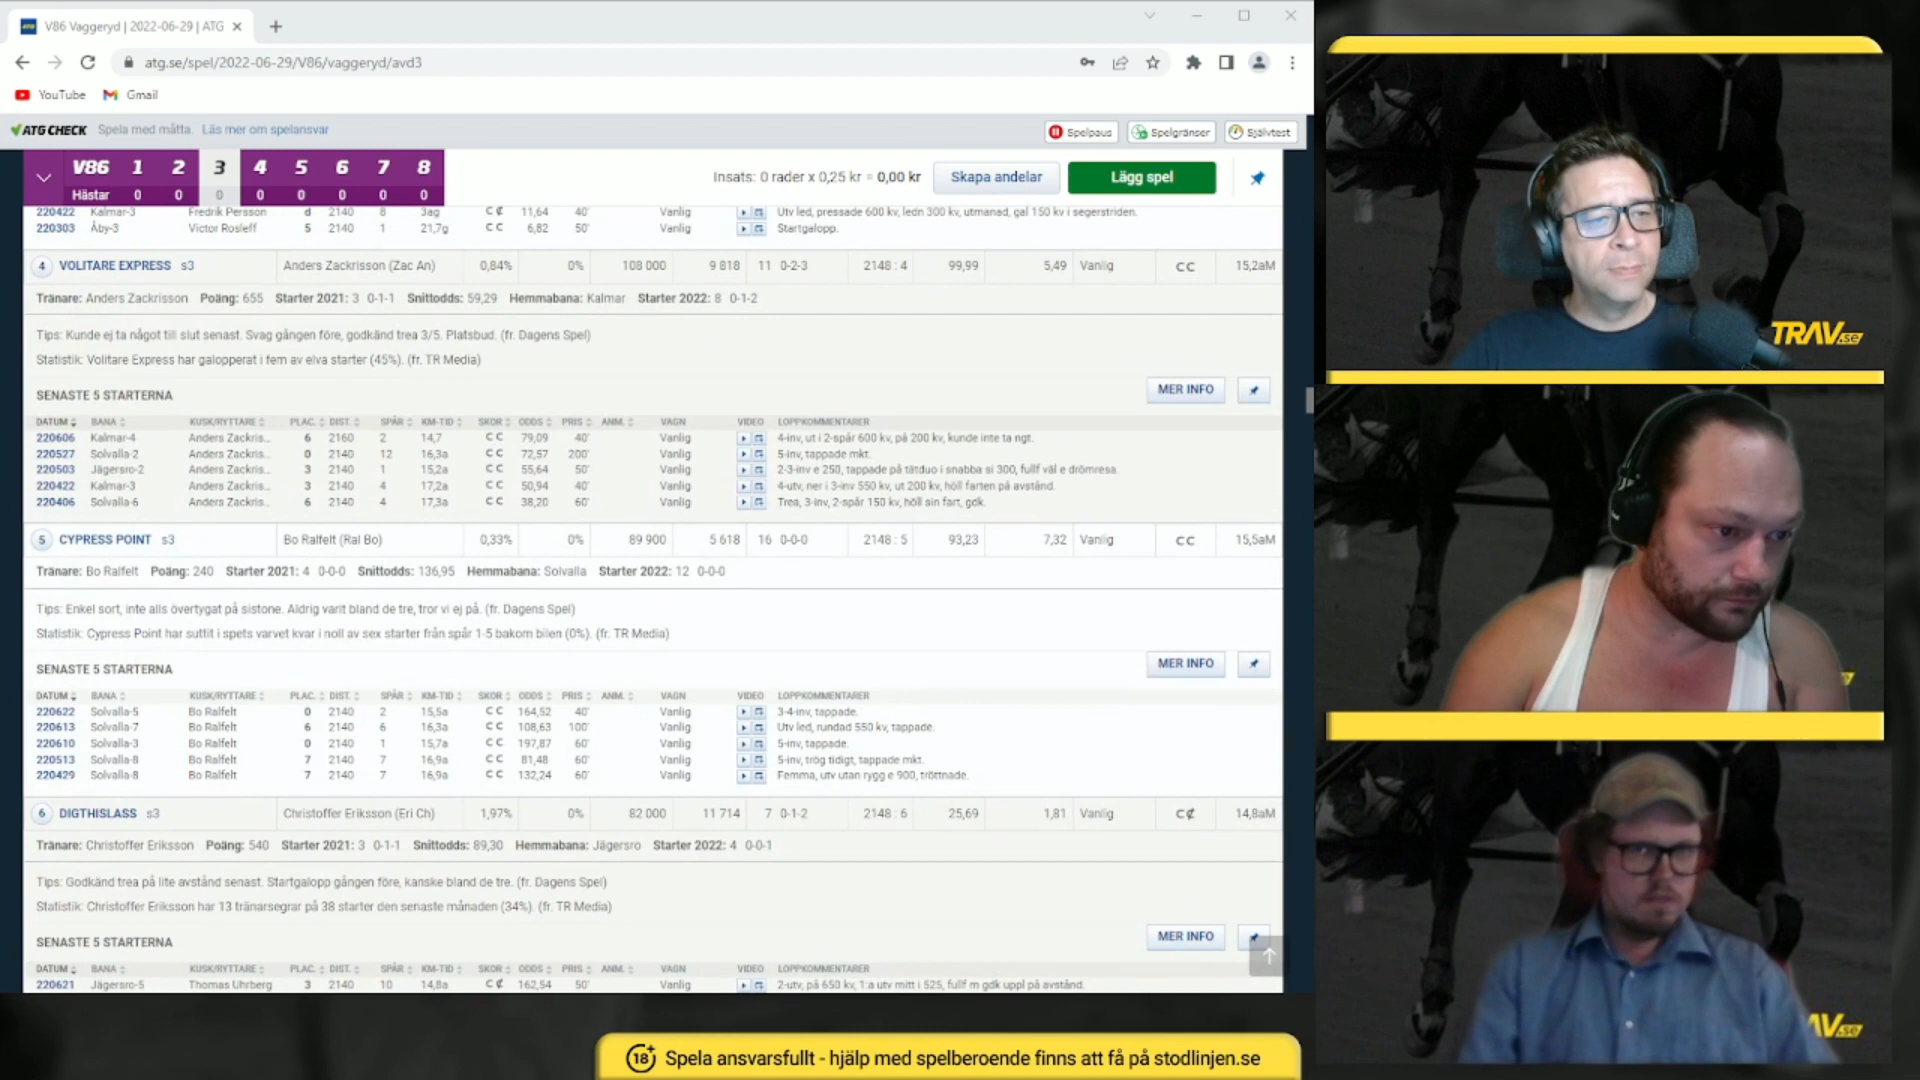 V86 Vaggeryd | 2022-06-29 | ATG
atg.se/spel/2022-06-29/V86/vaggeryd/avd3
YouTube Gmail
ATG CHECK Spela med måtta. Läs mer om spelansvar Spelpaus Spelgränser Självtest
V86 1 2 3 4 5 6 7 8
Hästar 0 0 0 0 0 0 0 0
Insats: 0 rader x 0,25 kr = 0,00 kr Skapa andelar Lägg spel
220422 Kalmar-3 Fredrik Persson d 2140 8 3ag C C 11,64 40' Vanlig Utv led, pressade 600 kv, ledn 300 kv, utmanad, gal 150 kv i segerstriden.
220303 Åby-3 Victor Rosleff 5 2140 1 21,7g C C 6,82 50' Vanlig Startgalopp.
4 VOLITARE EXPRESS s3 Anders Zackrisson (Zac An) 0,84% 0% 108 000 9 818 11 0-2-3 2148 : 4 99,99 5,49 Vanlig C C 15,2aM
Tränare: Anders Zackrisson Poäng: 655 Starter 2021: 3 0-1-1 Snittodds: 59,29 Hemmabana: Kalmar Starter 2022: 8 0-1-2
Tips: Kunde ej ta något till slut senast. Svag gången före, godkänd trea 3/5. Platsbud. (fr. Dagens Spel)
Statistik: Volitare Express har galopperat i fem av elva starter (45%). (fr. TR Media)
SENASTE 5 STARTERNA MER INFO
DATUM BANA KUSK/RYTTARE PLAC. DIST. SPÅR KM-TID SKOR ODDS PRIS ANM. VAGN VIDEO LOPPKOMMENTARER
220606 Kalmar-4 Anders Zackris... 6 2160 2 14,7 C C 79,09 40' Vanlig 4-inv, ut i 2-spår 600 kv, på 200 kv, kunde inte ta ngt.
220527 Solvalla-2 Anders Zackris... 0 2140 12 16,3a C C 72,57 200' Vanlig 5-inv, tappade mkt.
220503 Jägersro-2 Anders Zackris... 3 2140 1 15,2a C C 55,64 50' Vanlig 2-3-inv e 250, tappade på tätduo i snabba si 300, fullf väl e drömresa.
220422 Kalmar-3 Anders Zackris... 3 2140 4 17,2a C C 50,94 40' Vanlig 4-utv, ner i 3-inv 550 kv, ut 200 kv, höll farten på avstånd.
220406 Solvalla-6 Anders Zackris... 6 2140 4 17,3a C C 38,20 60' Vanlig Trea, 3-inv, 2-spår 150 kv, höll sin fart, gdk.
5 CYPRESS POINT s3 Bo Ralfelt (Ral Bo) 0,33% 0% 89 900 5 618 16 0-0-0 2148 : 5 93,23 7,32 Vanlig C C 15,5aM
Tränare: Bo Ralfelt Poäng: 240 Starter 2021: 4 0-0-0 Snittodds: 136,95 Hemmabana: Solvalla Starter 2022: 12 0-0-0
Tips: Enkel sort, inte alls övertygat på sistone. Aldrig varit bland de tre, tror vi ej på. (fr. Dagens Spel)
Statistik: Cypress Point har suttit i spets varvet kvar i noll av sex starter från spår 1-5 bakom bilen (0%). (fr. TR Media)
SENASTE 5 STARTERNA MER INFO
DATUM BANA KUSK/RYTTARE PLAC. DIST. SPÅR KM-TID SKOR ODDS PRIS ANM. VAGN VIDEO LOPPKOMMENTARER
220622 Solvalla-5 Bo Ralfelt 0 2140 2 15,5a C C 164,52 40' Vanlig 3-4-inv, tappade.
220613 Solvalla-7 Bo Ralfelt 6 2140 6 16,3a C C 108,63 100' Vanlig Utv led, rundad 550 kv, tappade.
220610 Solvalla-3 Bo Ralfelt 0 2140 1 15,7a C C 197,87 60' Vanlig 5-inv, tappade.
220513 Solvalla-8 Bo Ralfelt 7 2140 7 16,9a C C 81,48 60' Vanlig 5-inv, trög tidigt, tappade mkt.
220429 Solvalla-8 Bo Ralfelt 7 2140 7 16,9a C C 132,24 60' Vanlig Femma, utv utan rygg e 900, tröttnade.
6 DIGTHISLASS s3 Christoffer Eriksson (Eri Ch) 1,97% 0% 82 000 11 714 7 0-1-2 2148 : 6 25,69 1,81 Vanlig C C 14,8aM
Tränare: Christoffer Eriksson Poäng: 540 Starter 2021: 3 0-1-1 Snittodds: 89,30 Hemmabana: Jägersro Starter 2022: 4 0-0-1
Tips: Godkänd trea på lite avstånd senast. Startgalopp gången före, kanske bland de tre. (fr. Dagens Spel)
Statistik: Christoffer Eriksson har 13 tränarsegrar på 38 starter den senaste månaden (34%). (fr. TR Media)
SENASTE 5 STARTERNA MER INFO
DATUM BANA KUSK/RYTTARE PLAC. DIST. SPÅR KM-TID SKOR ODDS PRIS ANM. VAGN VIDEO LOPPKOMMENTARER
220621 Jägersro-5 Thomas Uhrberg 3 2140 10 14,8a C C 162,54 50' Vanlig 2-utv, på 650 kv, 1:a utv mitt i 525, fullf m gdk uppl på avstånd.
18+ Spela ansvarsfullt - hjälp med spelberoende finns att få på stodlinjen.se
TRAV.se
AV.se